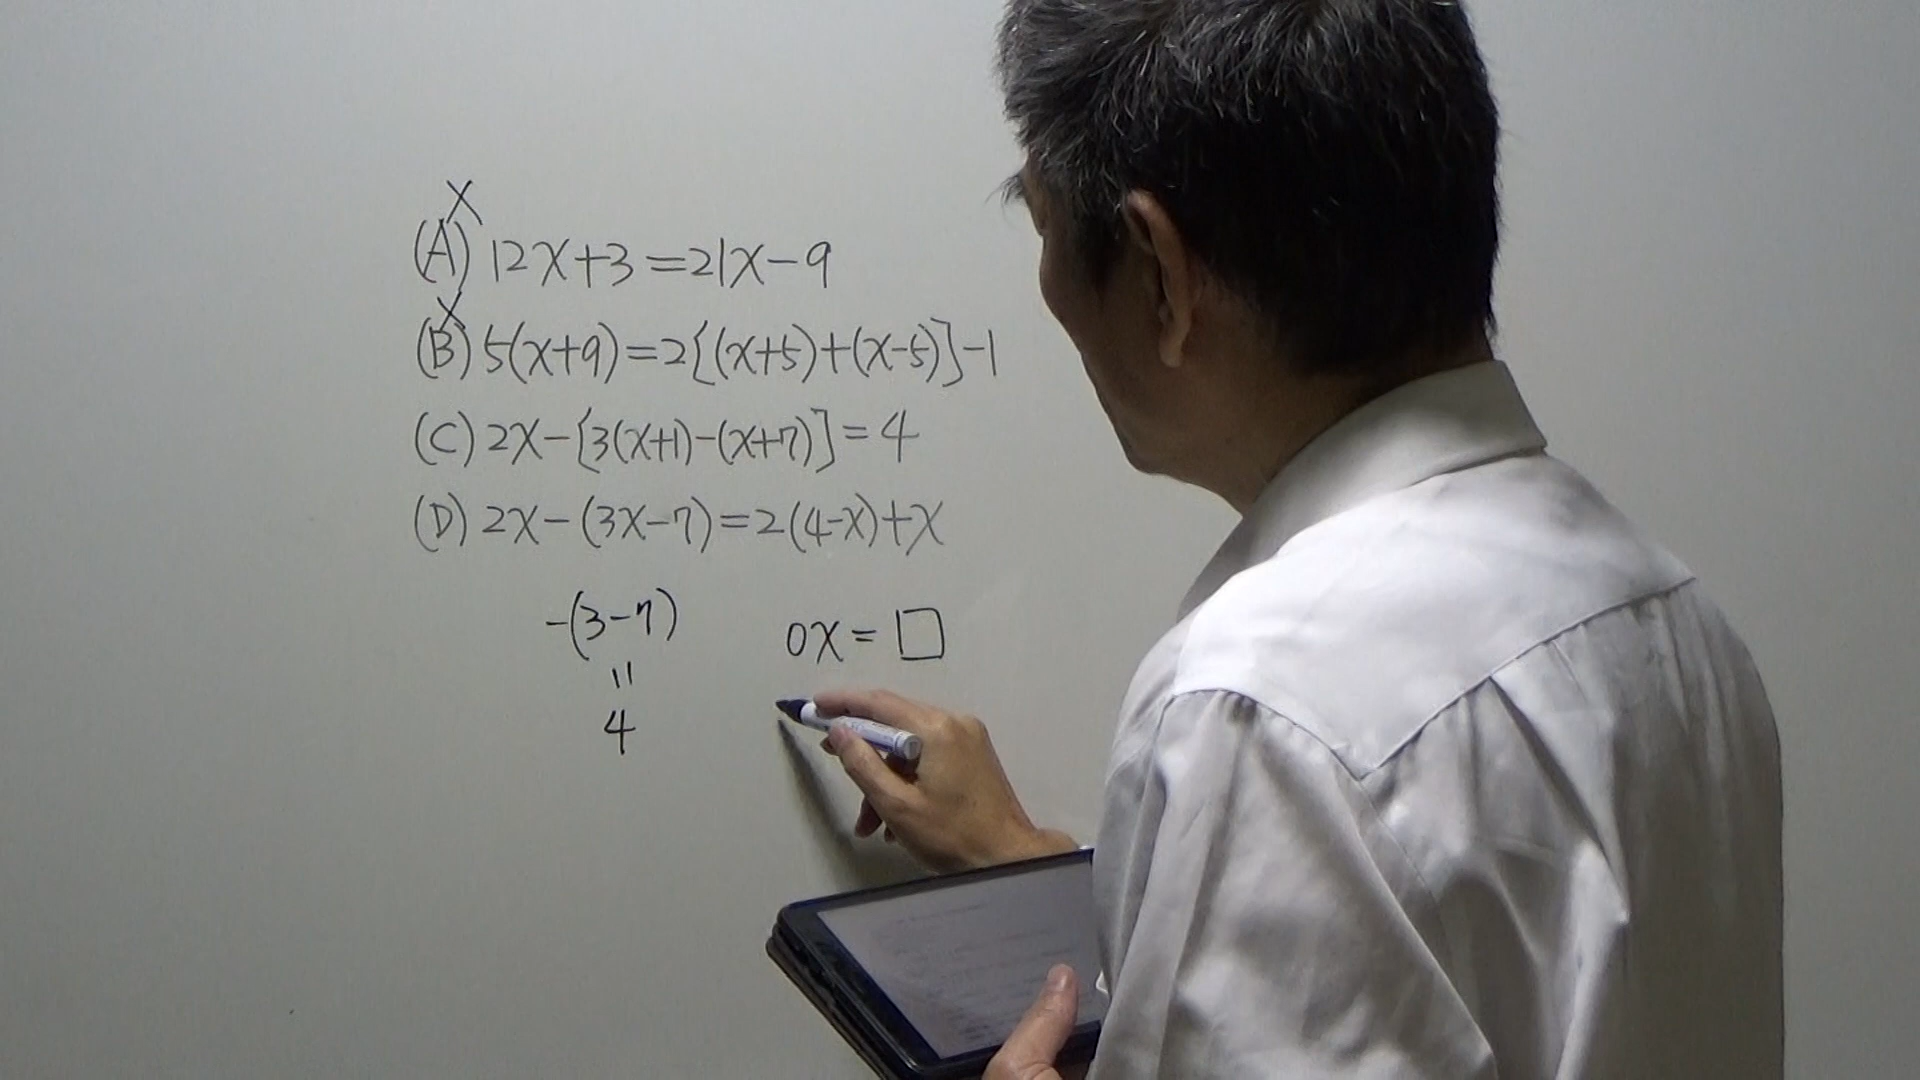 X
(A) 12x+3=21x-9
X
(B) 5(x+9)=2[(x+5)+(x-5)]-1
(C) 2x-[3(x+1)-(x+7)]=4
(D) 2x-(3x-7)=2(4-x)+x
-(3-7) 0x=□
=
4